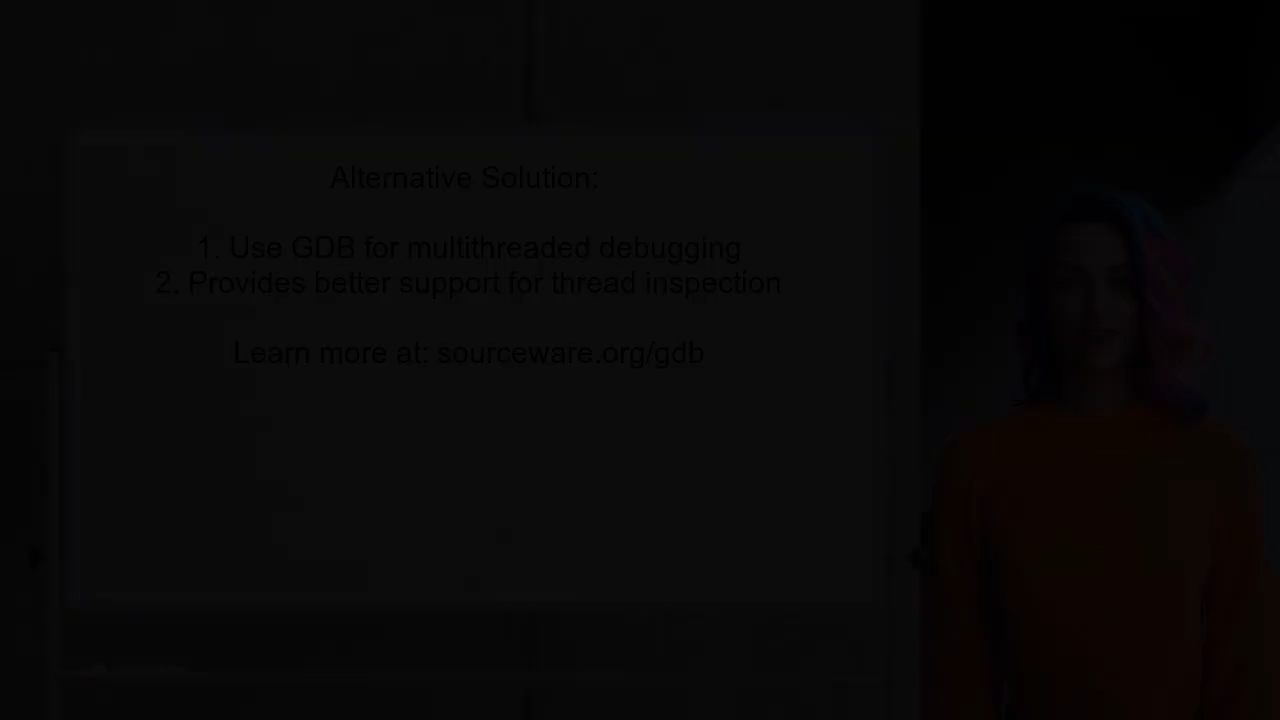 Alternative Solution:
1. Use GDB for multithreaded debugging
2. Provides better support for thread inspection
Learn more at: sourceware.org/gdb